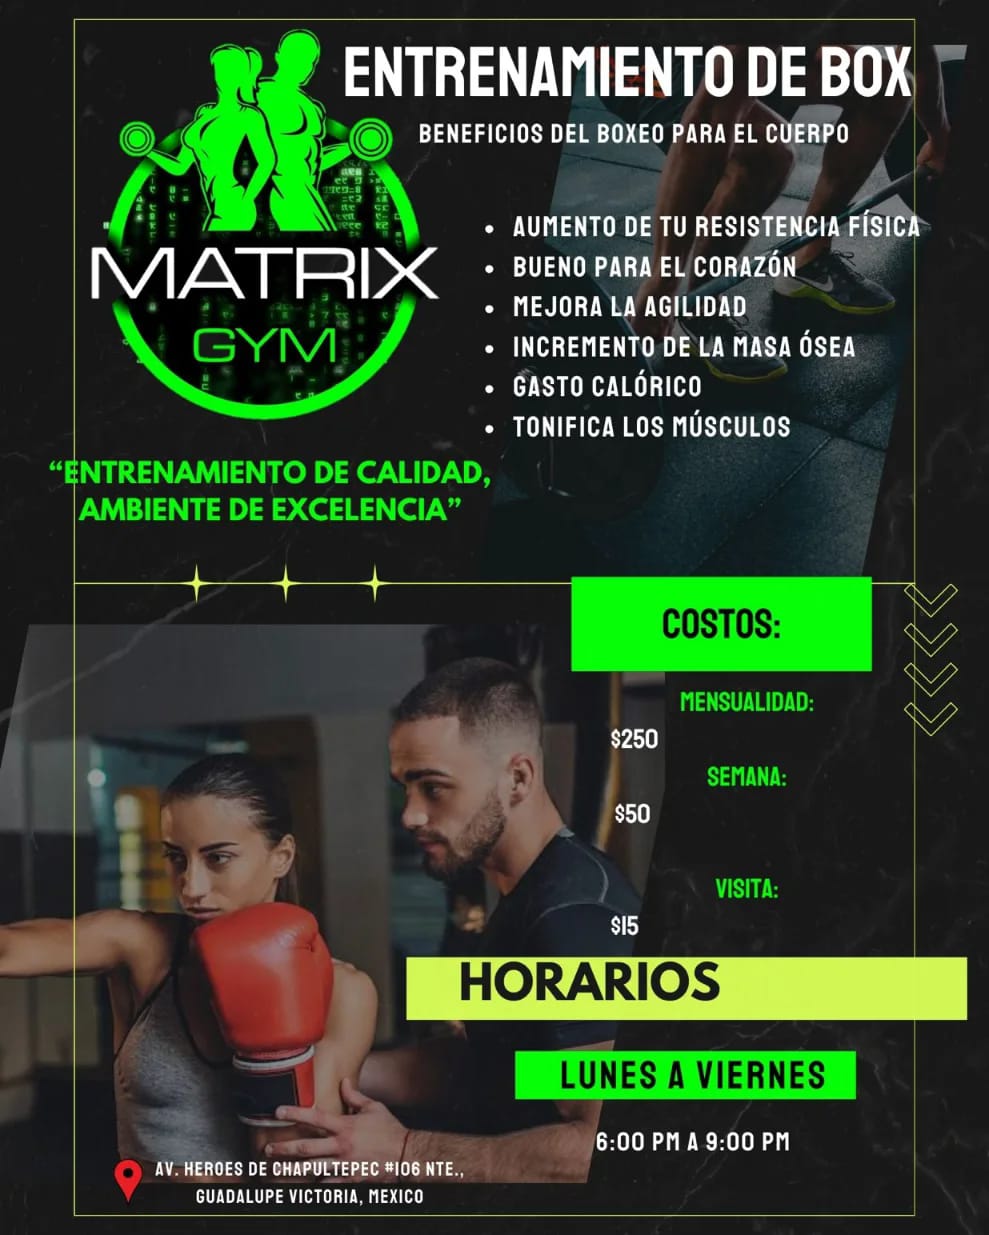 ENTRENAMIENTO DE BOX
BENEFICIOS DEL BOXEO PARA EL CUERPO
MATRIX
GYM
• AUMENTO DE TU RESISTENCIA FÍSICA
• BUENO PARA EL CORAZÓN
• MEJORA LA AGILIDAD
• INCREMENTO DE LA MASA ÓSEA
• GASTO CALÓRICO
• TONIFICA LOS MÚSCULOS
“ENTRENAMIENTO DE CALIDAD,
AMBIENTE DE EXCELENCIA”
COSTOS:
MENSUALIDAD:
$250
SEMANA:
$50
VISITA:
$15
HORARIOS
LUNES A VIERNES
6:00 PM A 9:00 PM
AV. HEROES DE CHAPULTEPEC #106 NTE.,
GUADALUPE VICTORIA, MEXICO